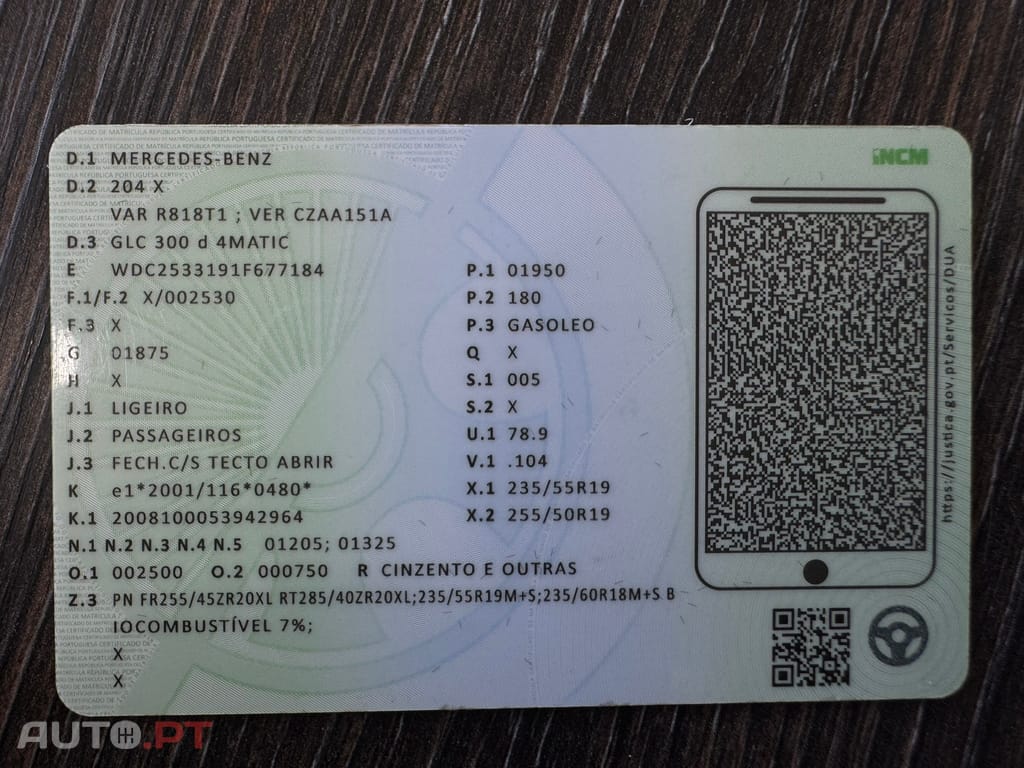 D.1 MERCEDES-BENZ
iNCM
D.2 204 X
VAR R818T1 ; VER CZAA151A
D.3 GLC 300 d 4MATIC
E WDC2533191F677184
P.1 01950
F.1/F.2 X/002530
P.2 180
F.3 X
P.3 GASOLEO
G 01875
Q X
H X
S.1 005
J.1 LIGEIRO
S.2 X
J.2 PASSAGEIROS
U.1 78.9
J.3 FECH.C/S TECTO ABRIR
V.1 .104
K e1*2001/116*0480*
X.1 235/55R19
K.1 2008100053942964
X.2 255/50R19
N.1 N.2 N.3 N.4 N.5 01205; 01325
O.1 002500 O.2 000750 R CINZENTO E OUTRAS
Z.3 PN FR255/45ZR20XL RT285/40ZR20XL;235/55R19M+S;235/60R18M+S B
IOCOMBUSTÍVEL 7%;
X
X
https://justica.gov.pt/Servicos/DUA
AUTO.PT